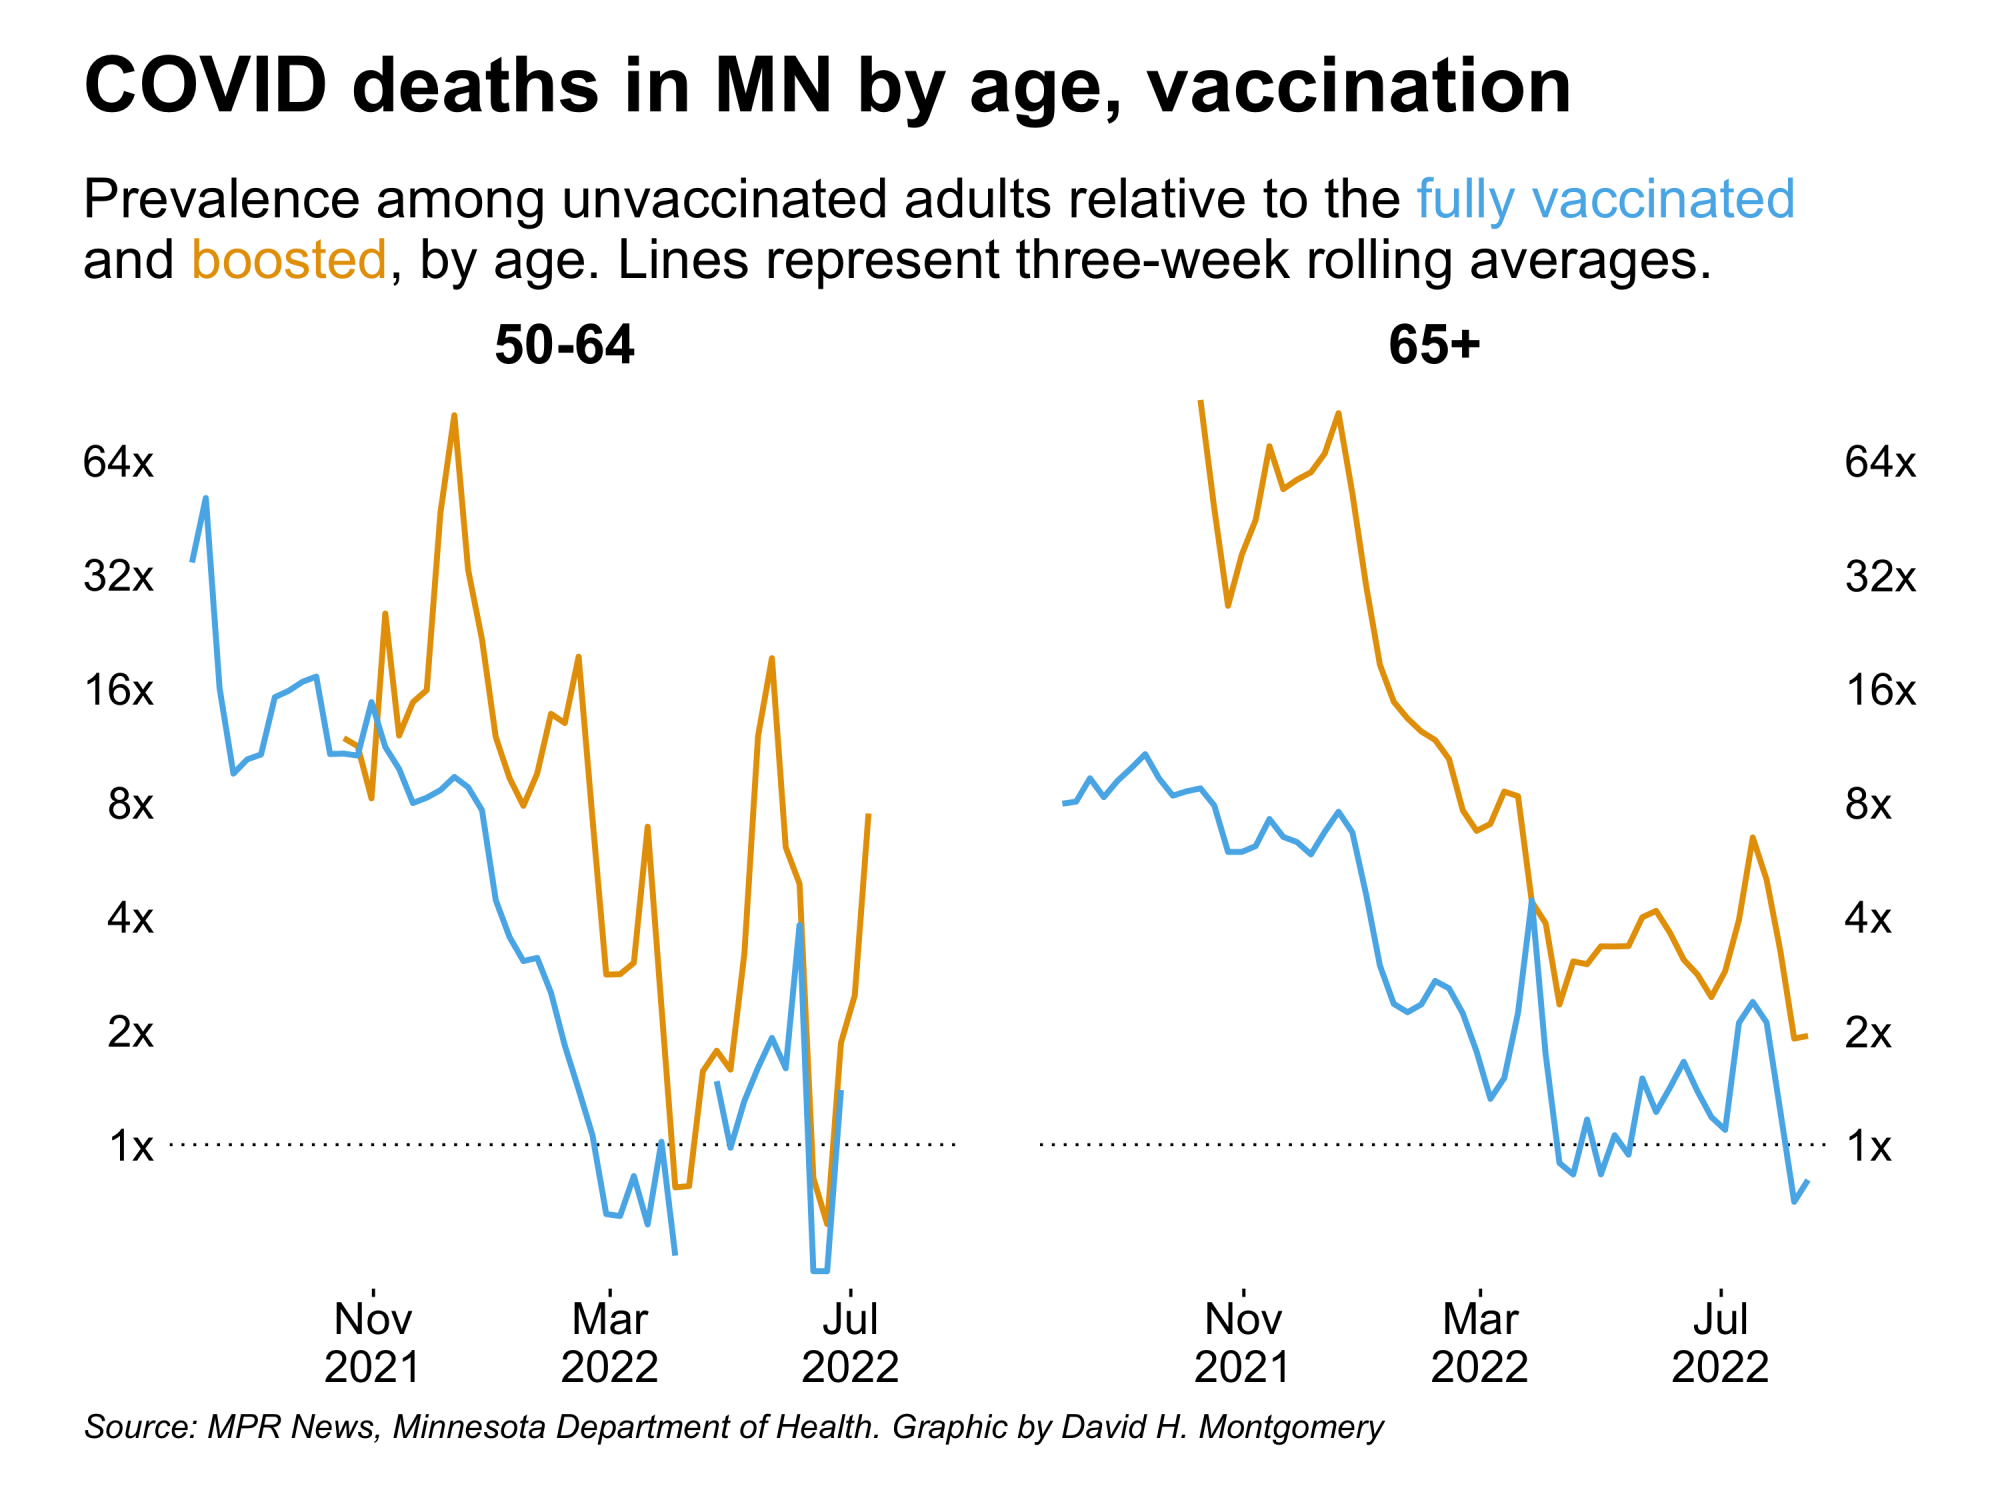 COVID deaths in MN by age, vaccination
Prevalence among unvaccinated adults relative to the fully vaccinated
and boosted, by age. Lines represent three-week rolling averages.
50-64
65+
64x
32x
16x
8x
4x
2x
1x
64x
32x
16x
8x
4x
2x
1x
Nov
2021
Mar
2022
Jul
2022
Nov
2021
Mar
2022
Jul
2022
Source: MPR News, Minnesota Department of Health. Graphic by David H. Montgomery